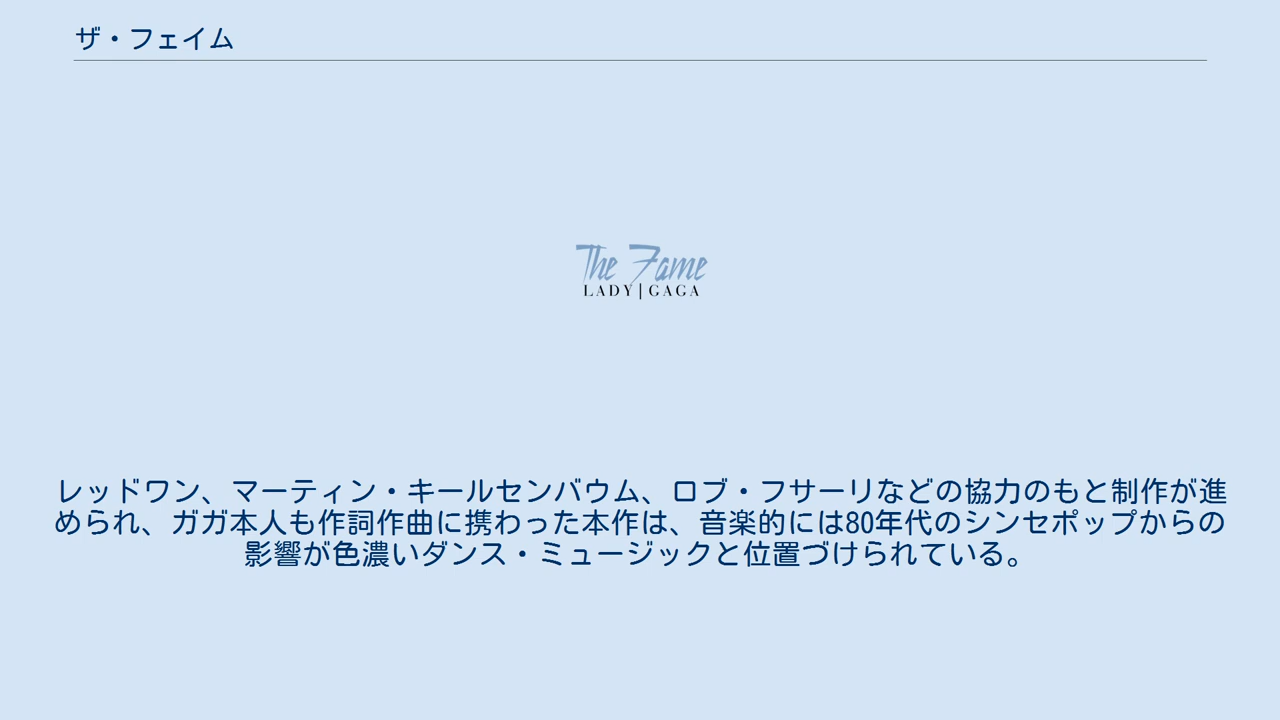 ザ・フェイム
The Fame
LADY|GAGA
レッドワン、マーティン・キールセンバウム、ロブ・フサーリなどの協力のもと制作が進
められ、ガガ本人も作詞作曲に携わった本作は、音楽的には80年代のシンセポップからの
影響が色濃いダンス・ミュージックと位置づけられている。